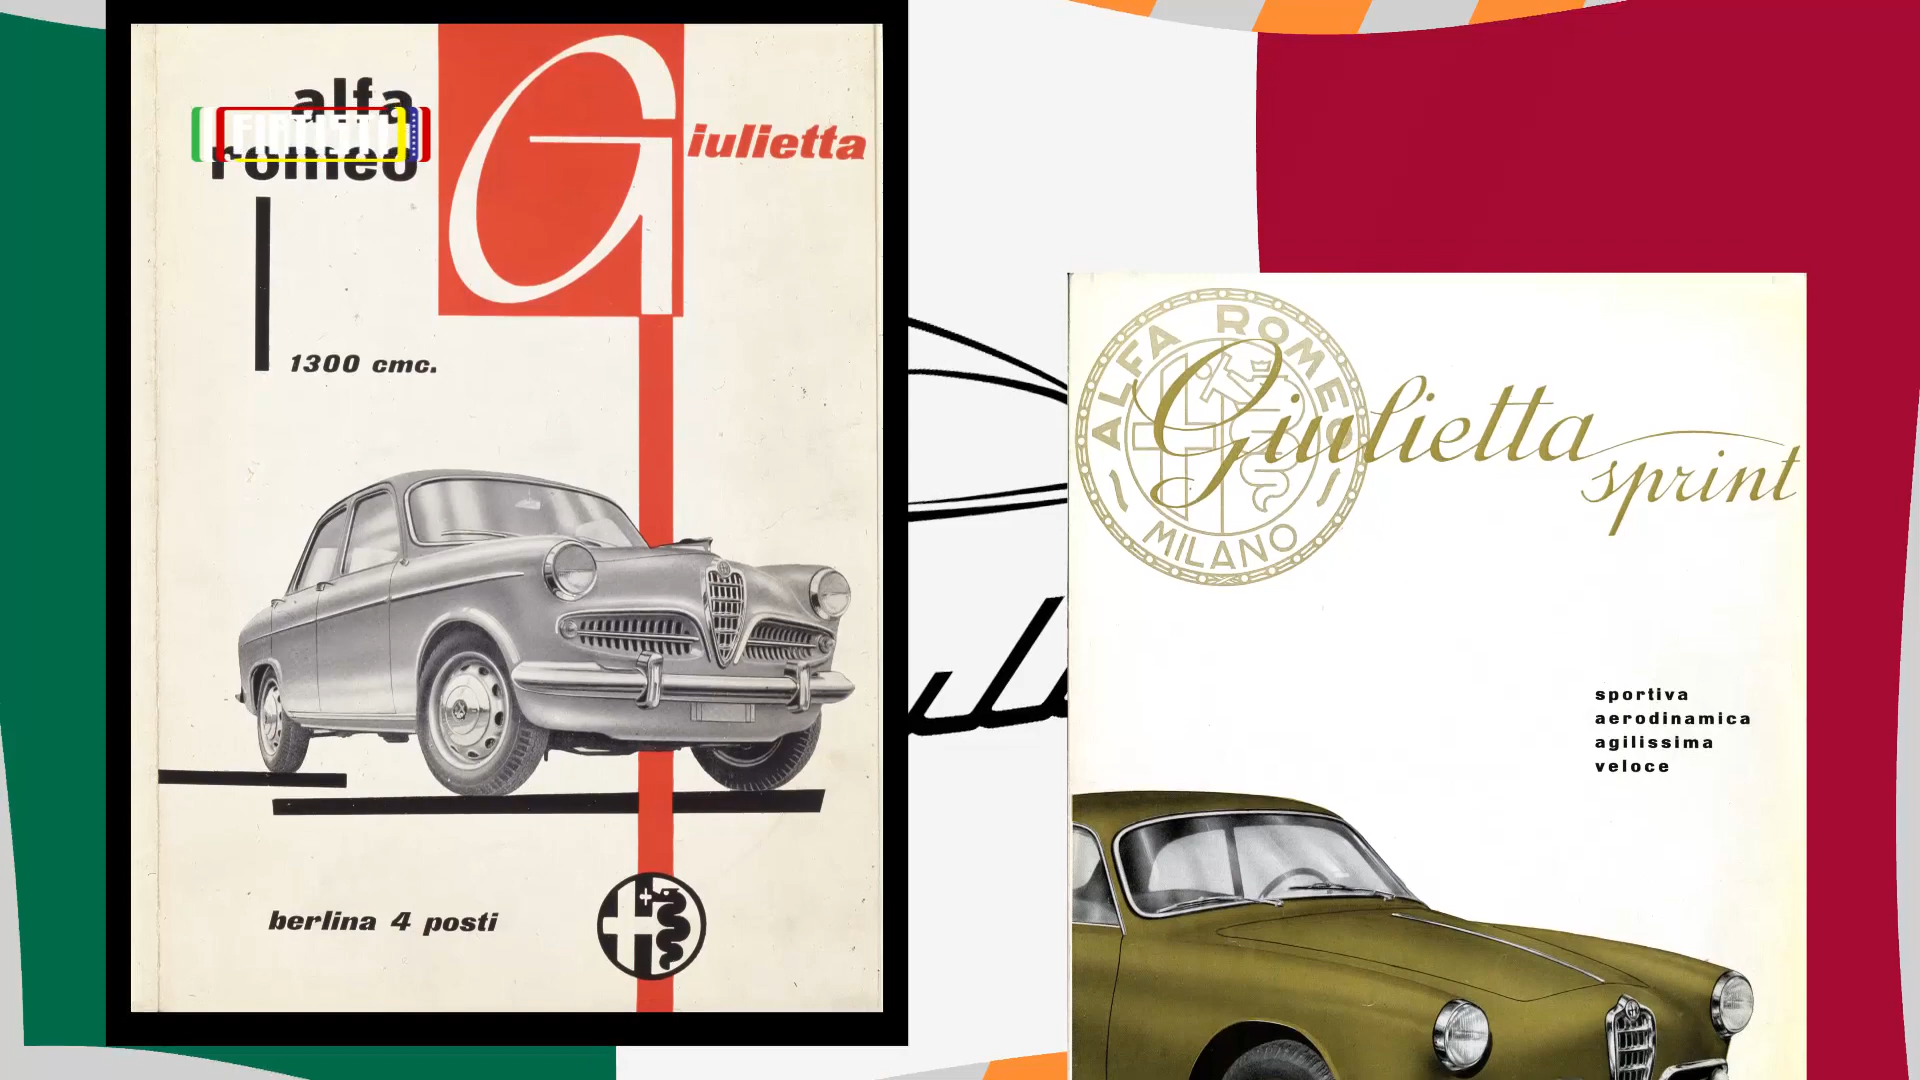 alfa
romeo
Giulietta
1300 cmc.
berlina 4 posti
ALFA ROMEO
MILANO
Giulietta
sprint
sportiva
aerodinamica
agilissima
veloce